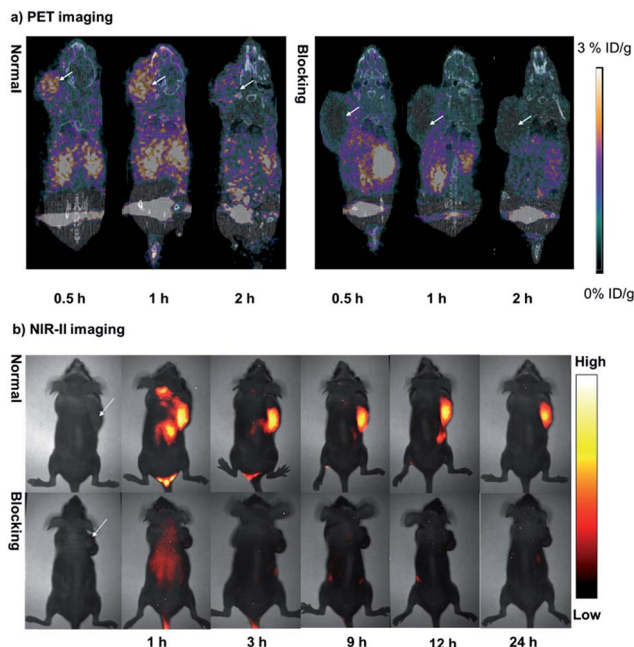 a) PET imaging
Normal
Blocking
3 % ID/g
0% ID/g
0.5 h 1 h 2 h 0.5 h 1 h 2 h
b) NIR-II imaging
Normal
High
Blocking
Low
1 h 3 h 9 h 12 h 24 h